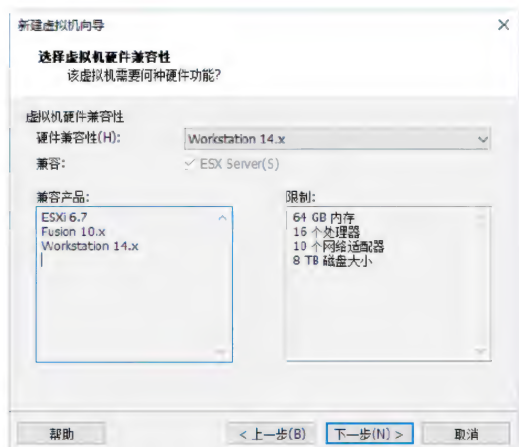 新建虚拟机向导
选择虚拟机硬件兼容性
该虚拟机需要何种硬件功能?
虚拟机硬件兼容性
硬件兼容性(H):
Workstation 14.x
兼容:
ESX Server(S)
兼容产品:
ESXi 6.7
Fusion 10.x
Workstation 14.x
限制:
64 GB 内存
16 个处理器
10 个网络适配器
8 TB 磁盘大小
帮助
< 上一步(B)
下一步(N) >
取消